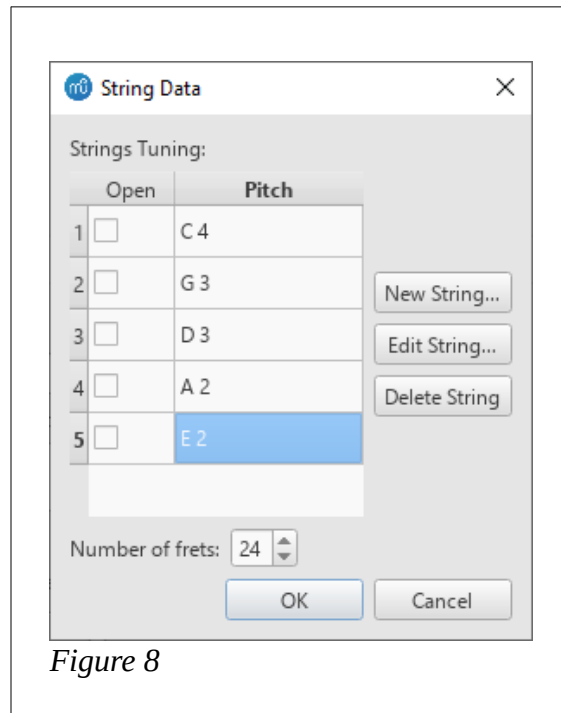 String Data
Strings Tuning:
Open Pitch
1 C 4
2 G 3
New String...
3 D 3
Edit String...
4 A 2
Delete String
5 E 2
Number of frets: 24
OK Cancel
Figure 8